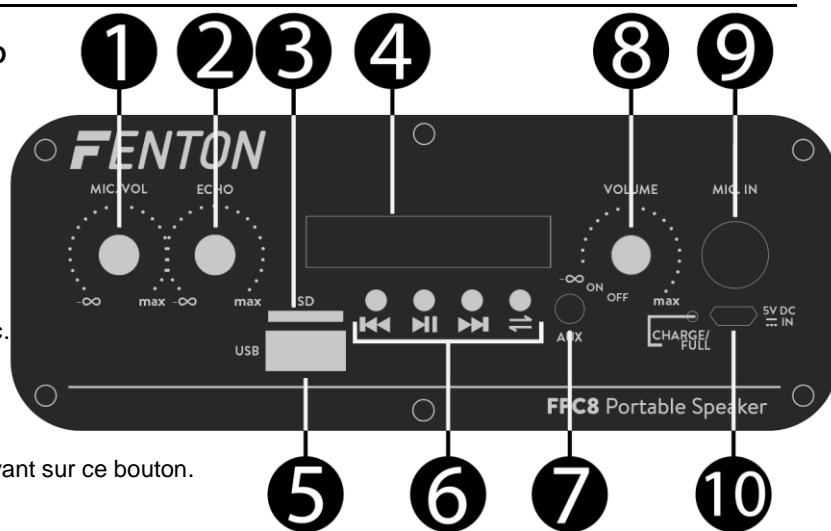 1 2 3 4 8 9
FENTON
MIC. VOL ECHO VOLUME MIC. IN
-∞ max -∞ max SD -∞ ON OFF max
USB AUX CHARGE/FULL 5V DC IN
FPC8 Portable Speaker
vant sur ce bouton.
5 6 7 10